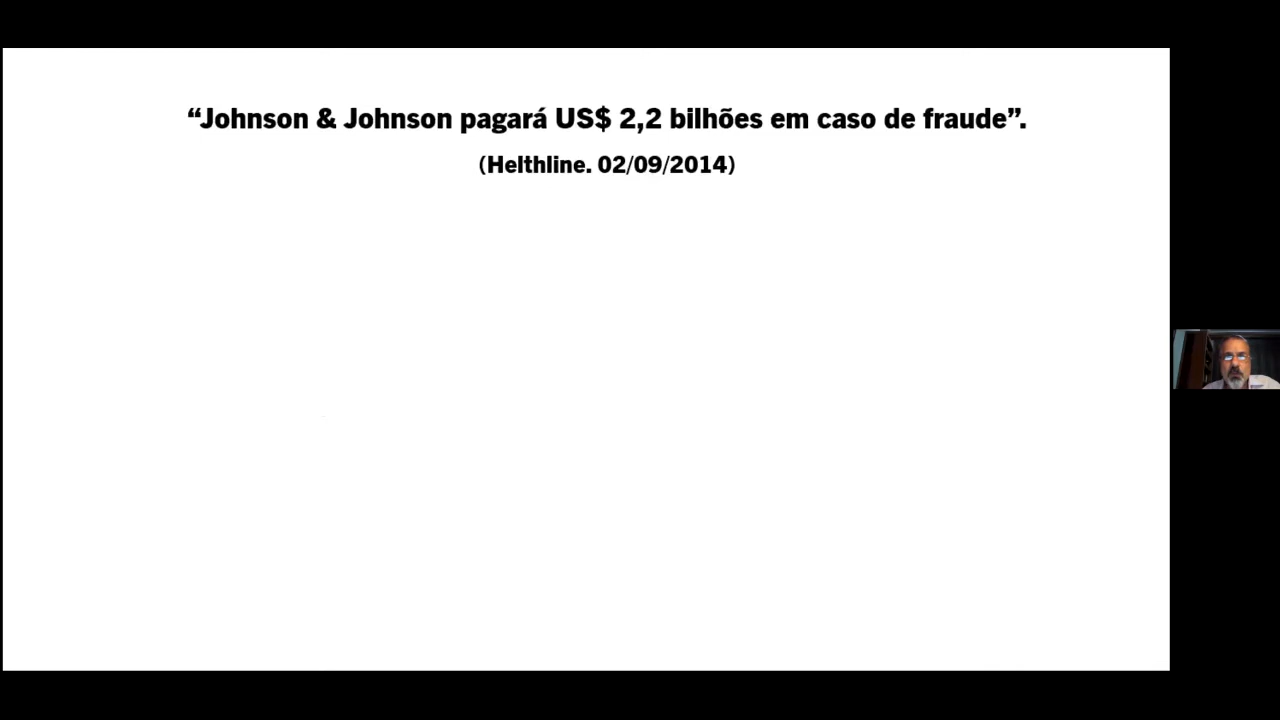 “Johnson & Johnson pagará US$ 2,2 bilhões em caso de fraude”.
(Helthline. 02/09/2014)